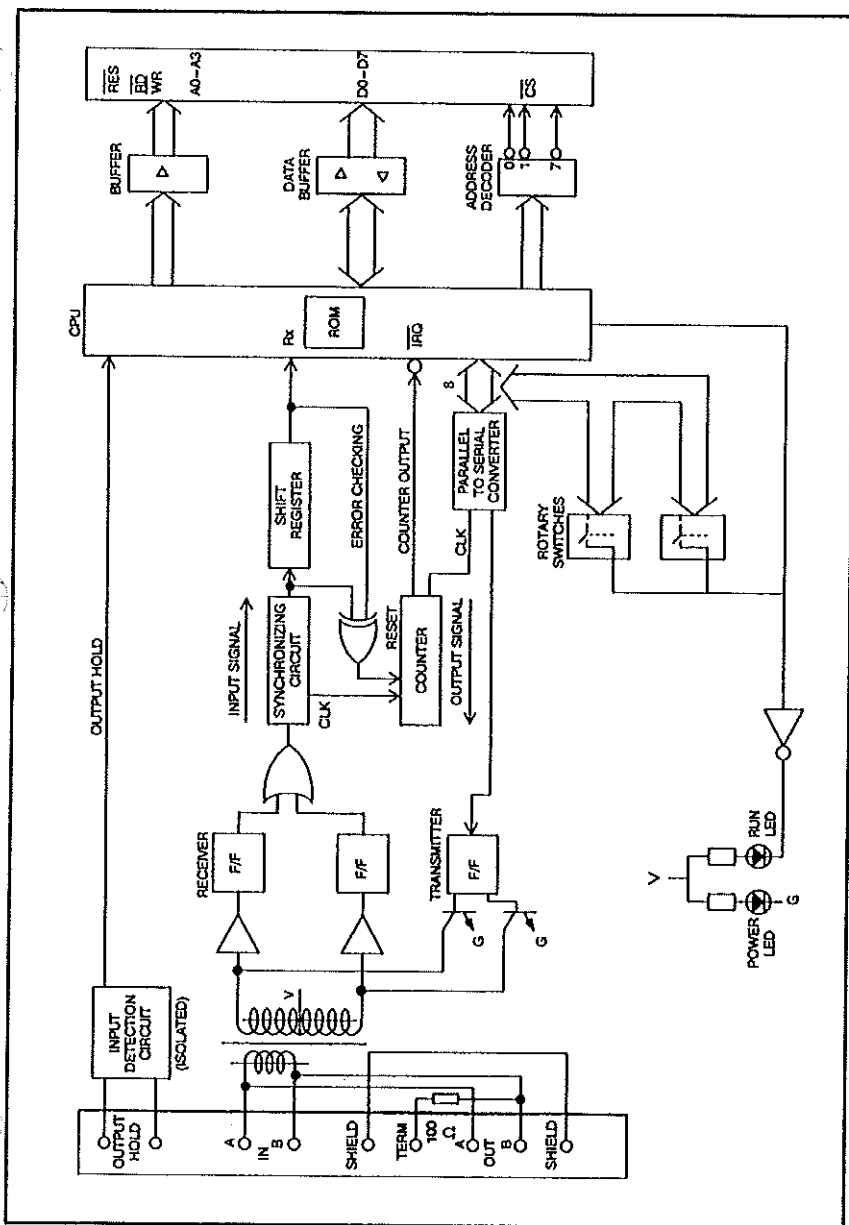 OUTPUT HOLD
A
IN
B
SHIELD
TERM
100
Ω
A
OUT
B
SHIELD
INPUT
DETECTION
CIRCUIT
(ISOLATED)
V
OUTPUT HOLD
RECEIVER
F/F
F/F
TRANSMITTER
F/F
G
G
INPUT SIGNAL
SYNCHRONIZING
CIRCUIT
CLK
SHIFT
REGISTER
ERROR CHECKING
RESET
COUNTER
COUNTER OUTPUT
OUTPUT SIGNAL
CLK
PARALLEL
TO SERIAL
CONVERTER
8
CPU
Rx
ROM
IRQ
ROTARY
SWITCHES
V
POWER
LED
G
RUN
LED
BUFFER
DATA
BUFFER
ADDRESS
DECODER
0
1
7
RES
RD
WR
A0-A3
D0-D7
CS